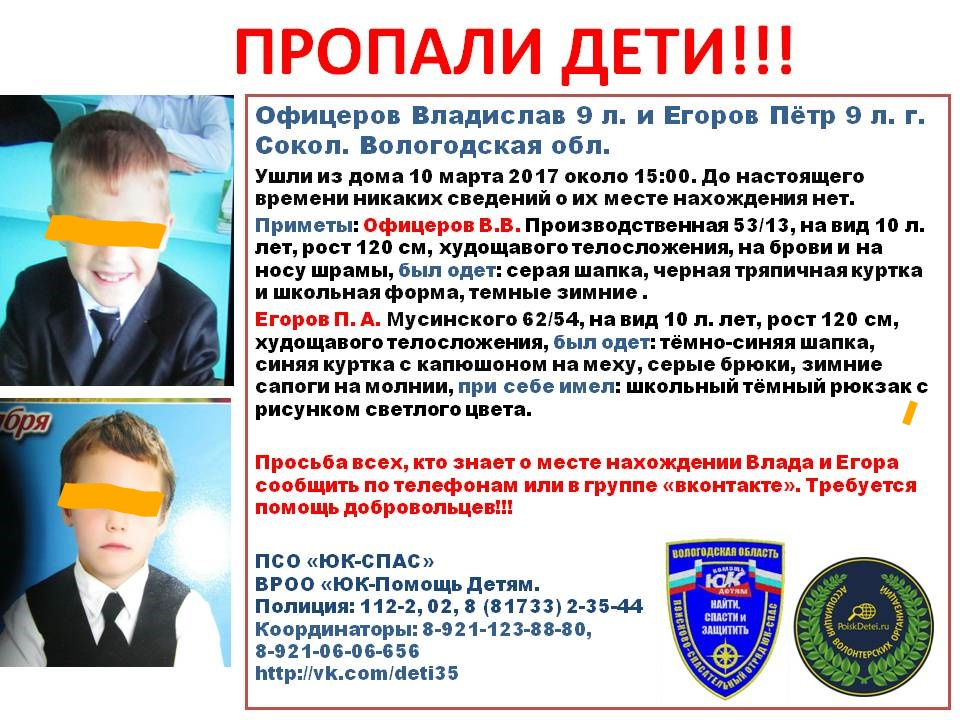 ПРОПАЛИ ДЕТИ!!!
Офицеров Владислав 9 л. и Егоров Пётр 9 л. г.
Сокол. Вологодская обл.
Ушли из дома 10 марта 2017 около 15:00. До настоящего
времени никаких сведений о их месте нахождения нет.
Приметы: Офицеров В.В. Производственная 53/13, на вид 10 л.
лет, рост 120 см, худощавого телосложения, на брови и на
носу шрамы, был одет: серая шапка, черная тряпичная куртка
и школьная форма, темные зимние .
Егоров П. А. Мусинского 62/54, на вид 10 л. лет, рост 120 см,
худощавого телосложения, был одет: тёмно-синяя шапка,
синяя куртка с капюшоном на меху, серые брюки, зимние
сапоги на молнии, при себе имел: школьный тёмный рюкзак с
рисунком светлого цвета.
бря
Просьба всех, кто знает о месте нахождении Влада и Егора
сообщить по телефонам или в группе «вконтакте». Требуется
помощь добровольцев!!!
ПСО «ЮК-СПАС»
ВРОО «ЮК-Помощь Детям.
Полиция: 112-2, 02, 8 (81733) 2-35-44
Координаторы: 8-921-123-88-80,
8-921-06-06-656
http://vk.com/deti35
ВОЛОГОДСКАЯ ОБЛАСТЬ
ПОМОЩЬ
ЮК
ДЕТЯМ
НАЙТИ,
СПАСТИ и
ЗАЩИТИТЬ
ПОИСКОВО-СПАСАТЕЛЬНЫЙ ОТРЯД ЮК-СПАС
PoiskDetei.ru
АССОЦИАЦИЯ ВОЛОНТЕРСКИХ ОРГАНИЗАЦИЙ